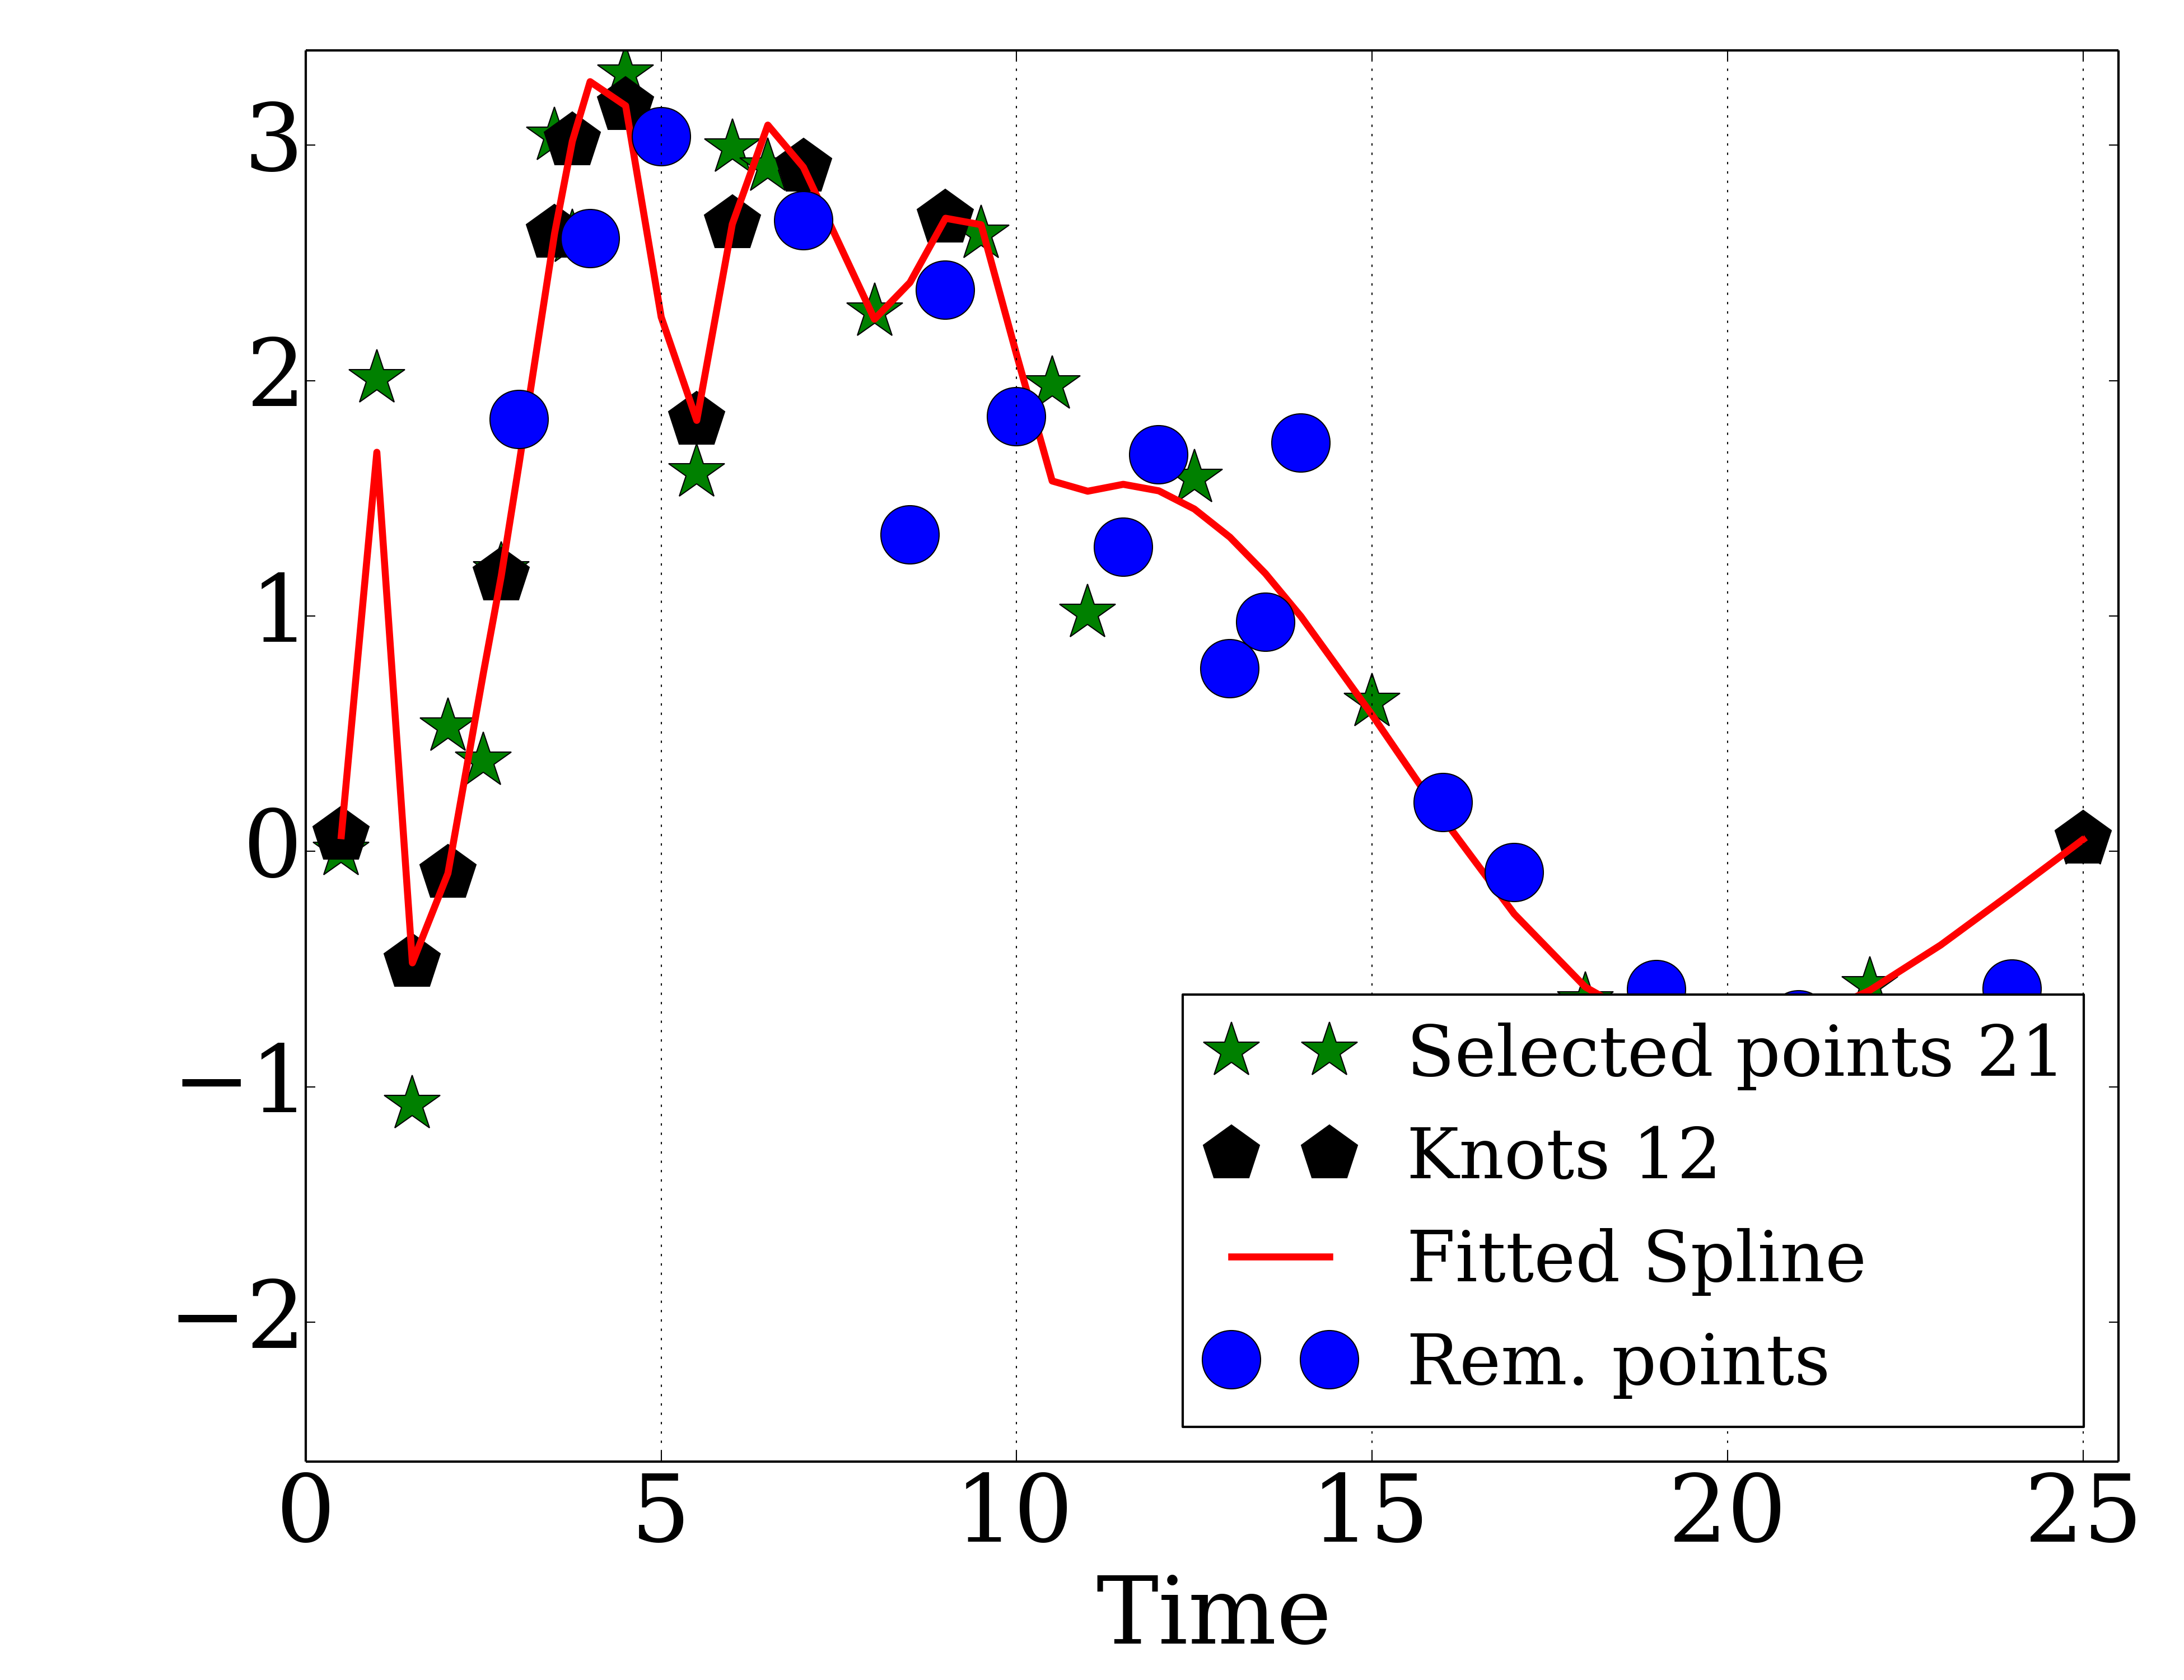 3
2
1
0
−1
−2
Selected points 21
Knots 12
Fitted Spline
Rem. points
0 5 10 15 20 25
Time